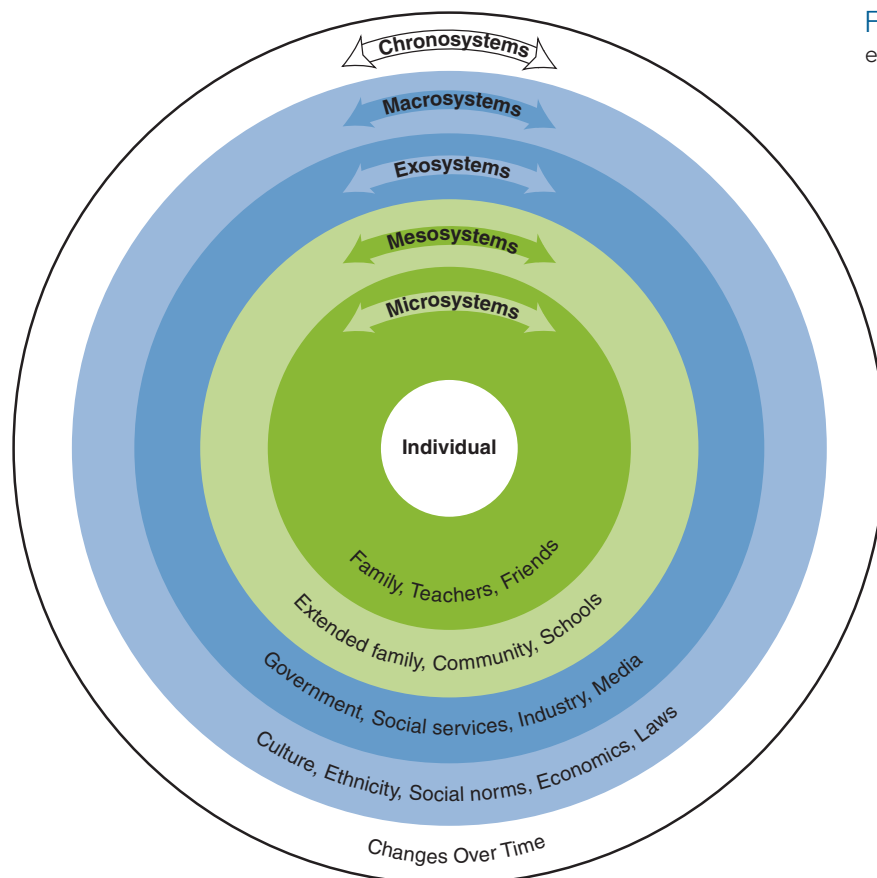 F
e
Chronosystems
Macrosystems
Exosystems
Mesosystems
Microsystems
Individual
Family, Teachers, Friends
Extended family, Community, Schools
Government, Social services, Industry, Media
Culture, Ethnicity, Social norms, Economics, Laws
Changes Over Time